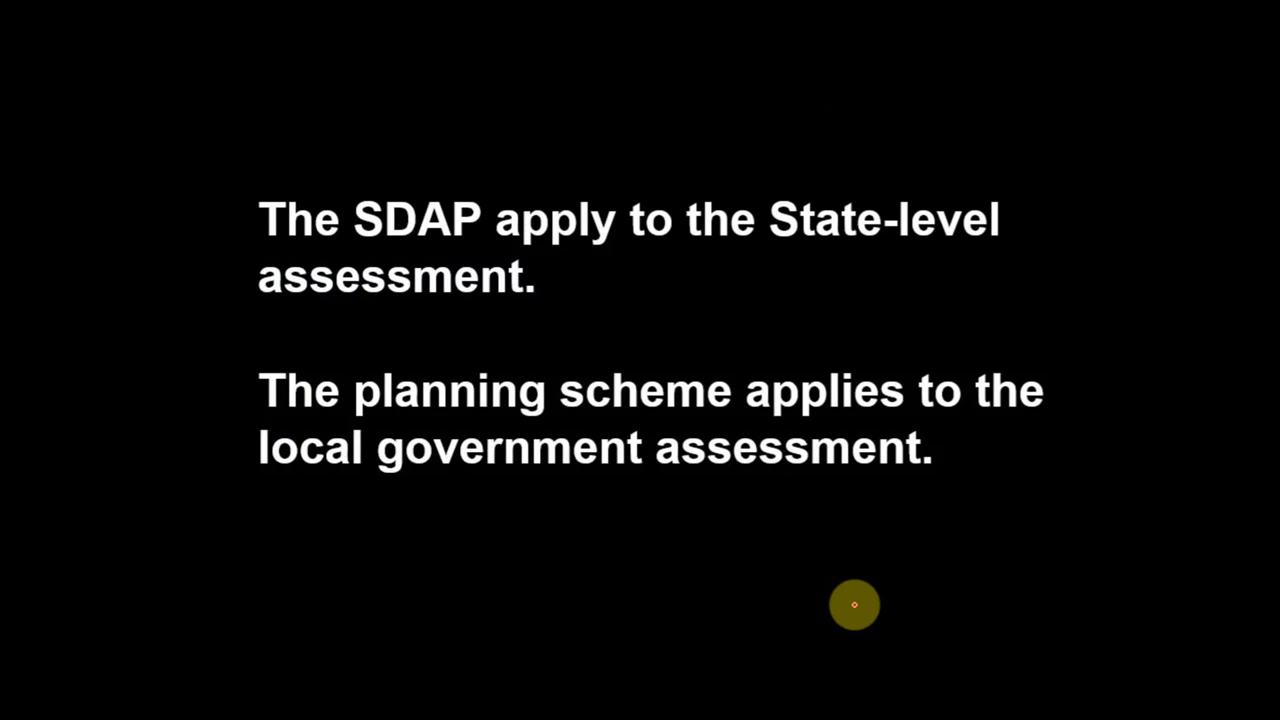 The SDAP apply to the State-level
assessment.
The planning scheme applies to the
local government assessment.